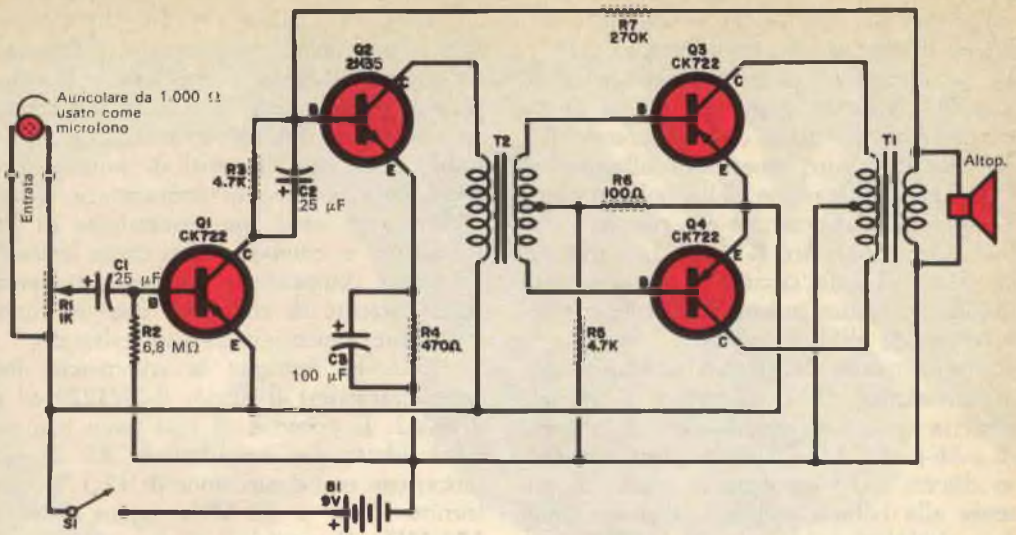 R7
270K
Q2
2N35
C
B
E
Q3
CK722
C
B
E
Auricolare da 1.000 Ω
usato come
microfono
Entrata
R3
4.7K
+
C2
25 µF
T2
R6
100Ω
T1
Altop.
Q1
CK722
C
B
E
C1
25 µF
+
R1
1K
R2
6,8 MΩ
Q4
CK722
E
B
C
+
C3
100 µF
R4
470Ω
R5
4.7K
S1
B1
9V
+